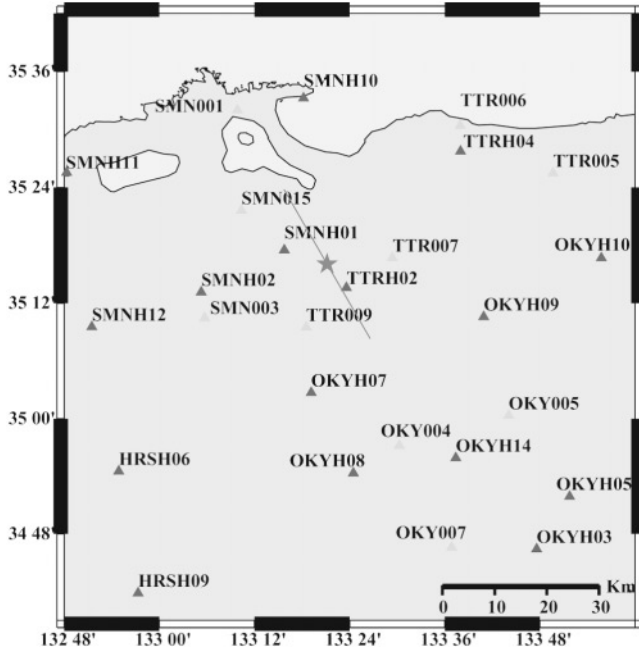 35 36'
SMNH10
SMN001
TTR006
TTRH04
SMNH11
TTR005
35 24'
SMN015
SMNH01
TTR007
OKYH10
SMNH02
TTRH02
35 12'
SMNH12
SMN003
TTR009
OKYH09
OKYH07
35 00'
OKY005
OKY004
OKYH14
HRSH06
OKYH08
OKYH05
34 48'
OKY007
OKYH03
HRSH09
Km
0 10 20 30
132 48' 133 00' 133 12' 133 24' 133 36' 133 48'